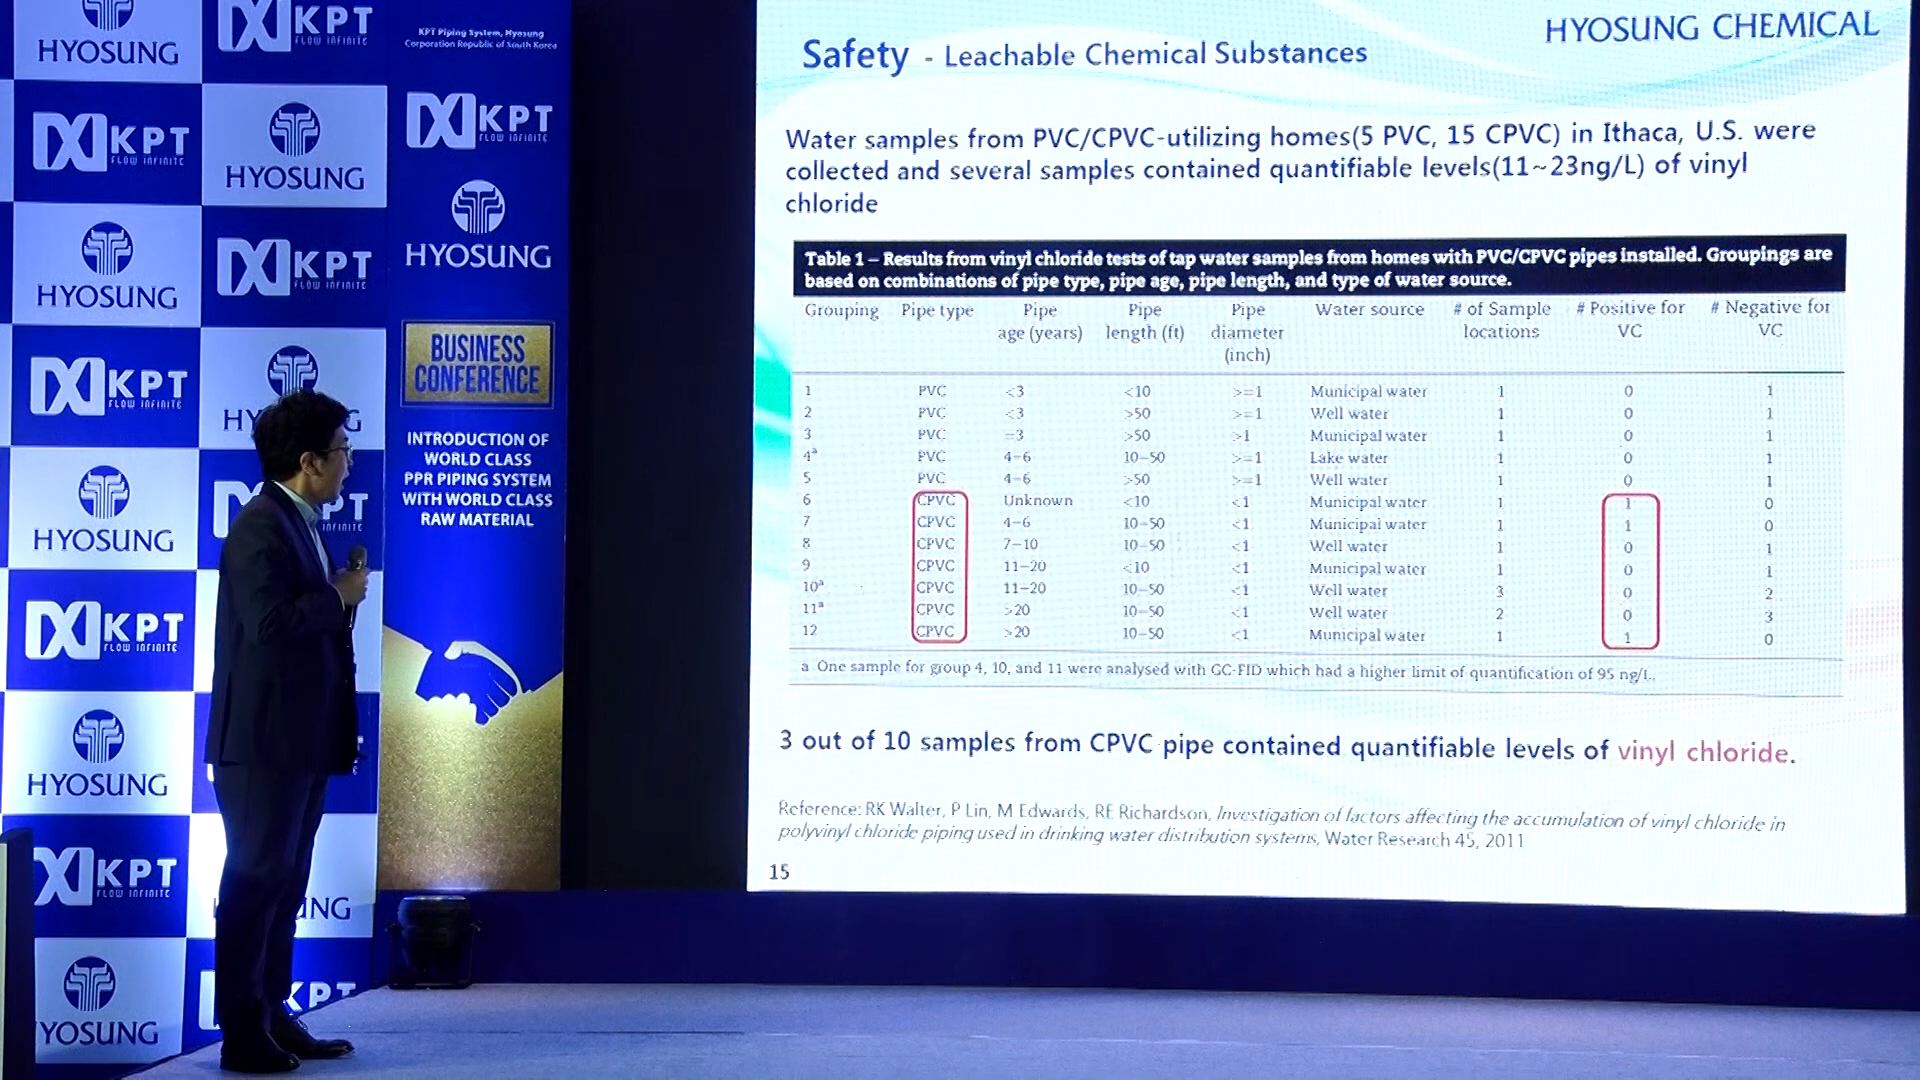 HYOSUNG
KPT
FLOW INFINITE
KPT
FLOW INFINITE
HYOSUNG
HYOSUNG
KPT
FLOW INFINITE
KPT
FLOW INFINITE
HY
G
HYOSUNG
PT
INFINITE
KPT
FLOW INFINITE
HYOSUNG
KPT
FLOW INFINITE
NG
YOSUNG
KPT
KPT Piping System, Hyosung
Corporation Republic of South Korea
KPT
FLOW INFINITE
HYOSUNG
BUSINESS
CONFERENCE
INTRODUCTION OF
WORLD CLASS
PPR PIPING SYSTEM
WITH WORLD CLASS
RAW MATERIAL
HYOSUNG CHEMICAL
Safety - Leachable Chemical Substances
Water samples from PVC/CPVC-utilizing homes(5 PVC, 15 CPVC) in Ithaca, U.S. were
collected and several samples contained quantifiable levels(11~23ng/L) of vinyl
chloride
Table 1 – Results from vinyl chloride tests of tap water samples from homes with PVC/CPVC pipes installed. Groupings are
based on combinations of pipe type, pipe age, pipe length, and type of water source.
Grouping Pipe type Pipe Pipe Pipe Water source # of Sample # Positive for # Negative for
age (years) length (ft) diameter locations VC VC
(inch)
1 PVC <3 <10 >=1 Municipal water 1 0 1
2 PVC <3 >50 >=1 Well water 1 0 1
3 PVC =3 >50 >1 Municipal water 1 0 1
4a PVC 4–6 10–50 >=1 Lake water 1 0 1
5 PVC 4–6 >50 >=1 Well water 1 0 1
6 CPVC Unknown <10 <1 Municipal water 1 1 0
7 CPVC 4–6 10–50 <1 Municipal water 1 1 0
8 CPVC 7–10 10–50 <1 Well water 1 0 1
9 CPVC 11–20 <10 <1 Municipal water 1 0 1
10a CPVC 11–20 10–50 <1 Well water 3 0 2
11a CPVC >20 10–50 <1 Well water 2 0 3
12 CPVC >20 10–50 <1 Municipal water 1 1 0
a One sample for group 4, 10, and 11 were analysed with GC-FID which had a higher limit of quantification of 95 ng/L.
3 out of 10 samples from CPVC pipe contained quantifiable levels of vinyl chloride.
Reference: RK Walter, P Lin, M Edwards, RE Richardson, Investigation of factors affecting the accumulation of vinyl chloride in
polyvinyl chloride piping used in drinking water distribution systems, Water Research 45, 2011
15